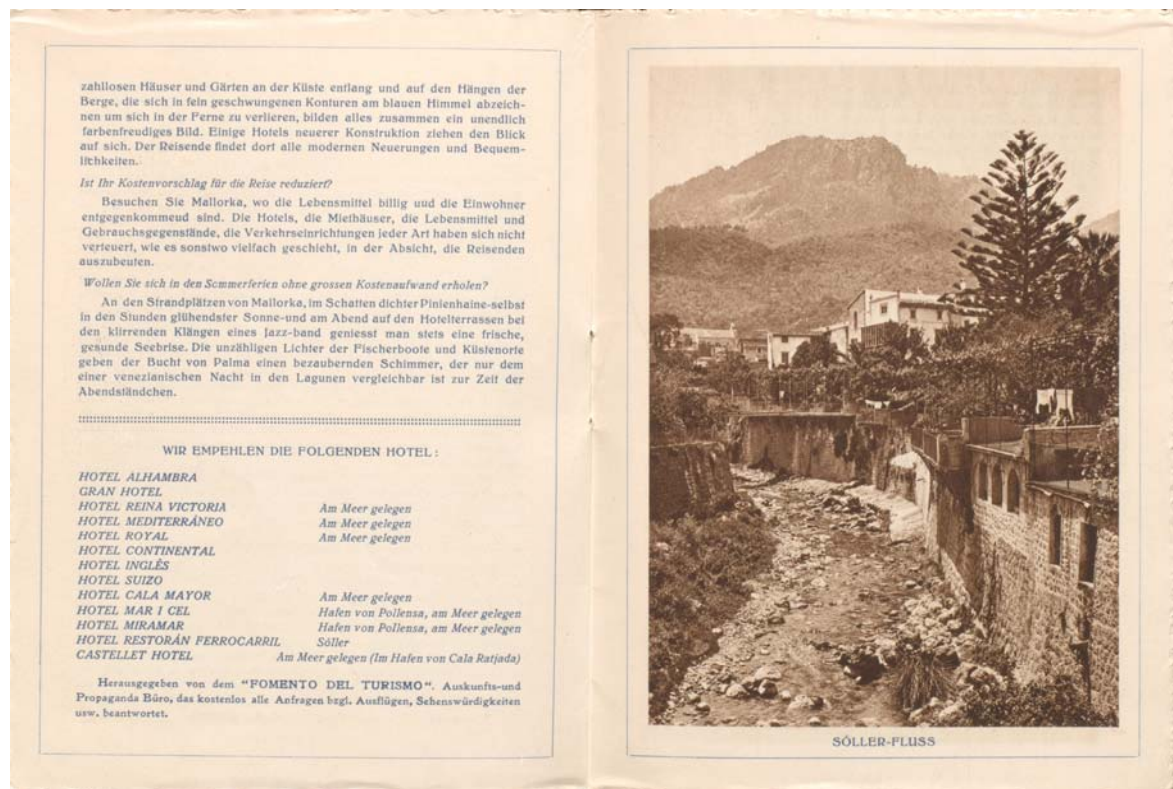 zahllosen Häuser und Gärten an der Küste entlang und auf den Hängen der
Berge, die sich in fein geschwungenen Konturen am blauen Himmel abzeich-
nen um sich in der Ferne zu verlieren, bilden alles zusammen ein unendlich
farbenfreudiges Bild. Einige Hotels neuerer Konstruktion ziehen den Blick
auf sich. Der Reisende findet dort alle modernen Neuerungen und Bequem-
lichkeiten.
Ist Ihr Kostenvorschlag für die Reise reduziert?
Besuchen Sie Mallorka, wo die Lebensmittel billig uud die Einwohner
entgegenkommeud sind. Die Hotels, die Miethäuser, die Lebensmittel und
Gebrauchsgegenstände, die Verkehrseinrichtungen jeder Art haben sich nicht
verteuert, wie es sonstwo vielfach geschieht, in der Absicht, die Reisenden
auszubeuten.
Wollen Sie sich in den Sommerferien ohne grossen Kostenaufwand erholen?
An den Strandplätzen von Mallorka, im Schatten dichter Pinienhaine-selbst
in den Stunden glühendster Sonne-und am Abend auf den Hotelterrassen bei
den klirrenden Klängen eines Jazz-band geniesst man stets eine frische,
gesunde Seebrise. Die unzähligen Lichter der Fischerboote und Küstenorte
geben der Bucht von Palma einen bezaubernden Schimmer, der nur dem
einer venezianischen Nacht in den Lagunen vergleichbar ist zur Zeit der
Abendständchen.
WIR EMPEHLEN DIE FOLGENDEN HOTEL :
HOTEL ALHAMBRA
GRAN HOTEL
HOTEL REINA VICTORIA Am Meer gelegen
HOTEL MEDITERRÁNEO Am Meer gelegen
HOTEL ROYAL Am Meer gelegen
HOTEL CONTINENTAL
HOTEL INGLÉS
HOTEL SUIZO
HOTEL CALA MAYOR Am Meer gelegen
HOTEL MAR I CEL Hafen von Pollensa, am Meer gelegen
HOTEL MIRAMAR Hafen von Pollensa, am Meer gelegen
HOTEL RESTORÁN FERROCARRIL Sóller
CASTELLET HOTEL Am Meer gelegen (Im Hafen von Cala Ratjada)
Herausgegeben von dem "FOMENTO DEL TURISMO". Auskunfts-und
Propaganda Büro, das kostenlos alle Anfragen bzgl. Ausflügen, Sehenswürdigkeiten
usw. beantwortet.
SÓLLER-FLUSS